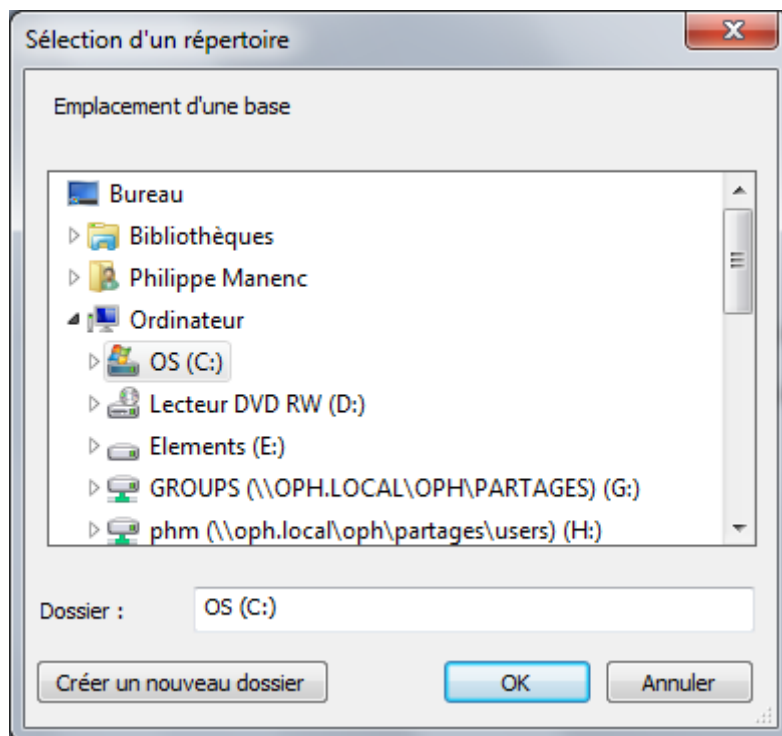 Sélection d'un répertoire
Emplacement d'une base
Bureau
Bibliothèques
Philippe Manenc
Ordinateur
OS (C:)
Lecteur DVD RW (D:)
Elements (E:)
GROUPS (\\OPH.LOCAL\OPH\PARTAGES) (G:)
phm (\\oph.local\oph\partages\users) (H:)
Dossier : OS (C:)
Créer un nouveau dossier OK Annuler